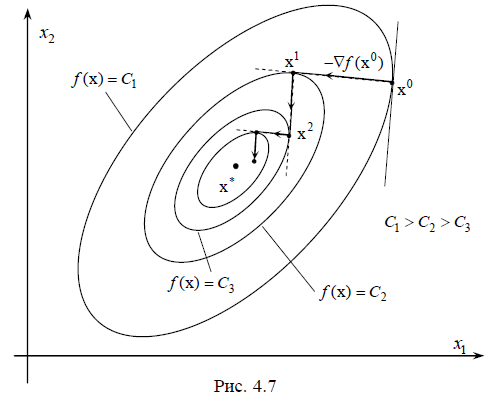 x₂
x¹
−∇f(x⁰)
x⁰
f(x) = C₁
x²
x*
C₁ > C₂ > C₃
f(x) = C₃
f(x) = C₂
x₁
Рис. 4.7